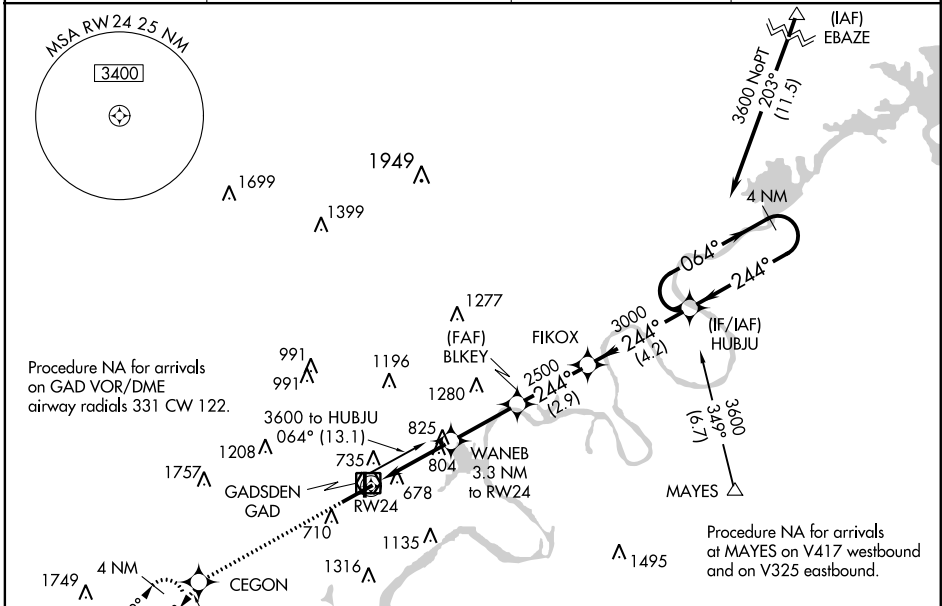 MSA RW24 25 NM
3400
(IAF)
EBAZE
3600 NoPT
203°
(11.5)
1949
1699
1399
4 NM
064°
244°
(IF/IAF)
HUBJU
1277
(FAF)
BLKEY
FIKOX
3000
244°
(4.2)
2500
244°
(2.9)
991
991
1196
1280
Procedure NA for arrivals
on GAD VOR/DME
airway radials 331 CW 122.
3600 to HUBJU
064° (13.1)
825
804
WANEB
3.3 NM
to RW24
3600
349°
(6.7)
MAYES
1208
735
1757
GADSDEN
GAD
RW24
678
710
1135
1316
1495
Procedure NA for arrivals
at MAYES on V417 westbound
and on V325 eastbound.
4 NM
CEGON
1749